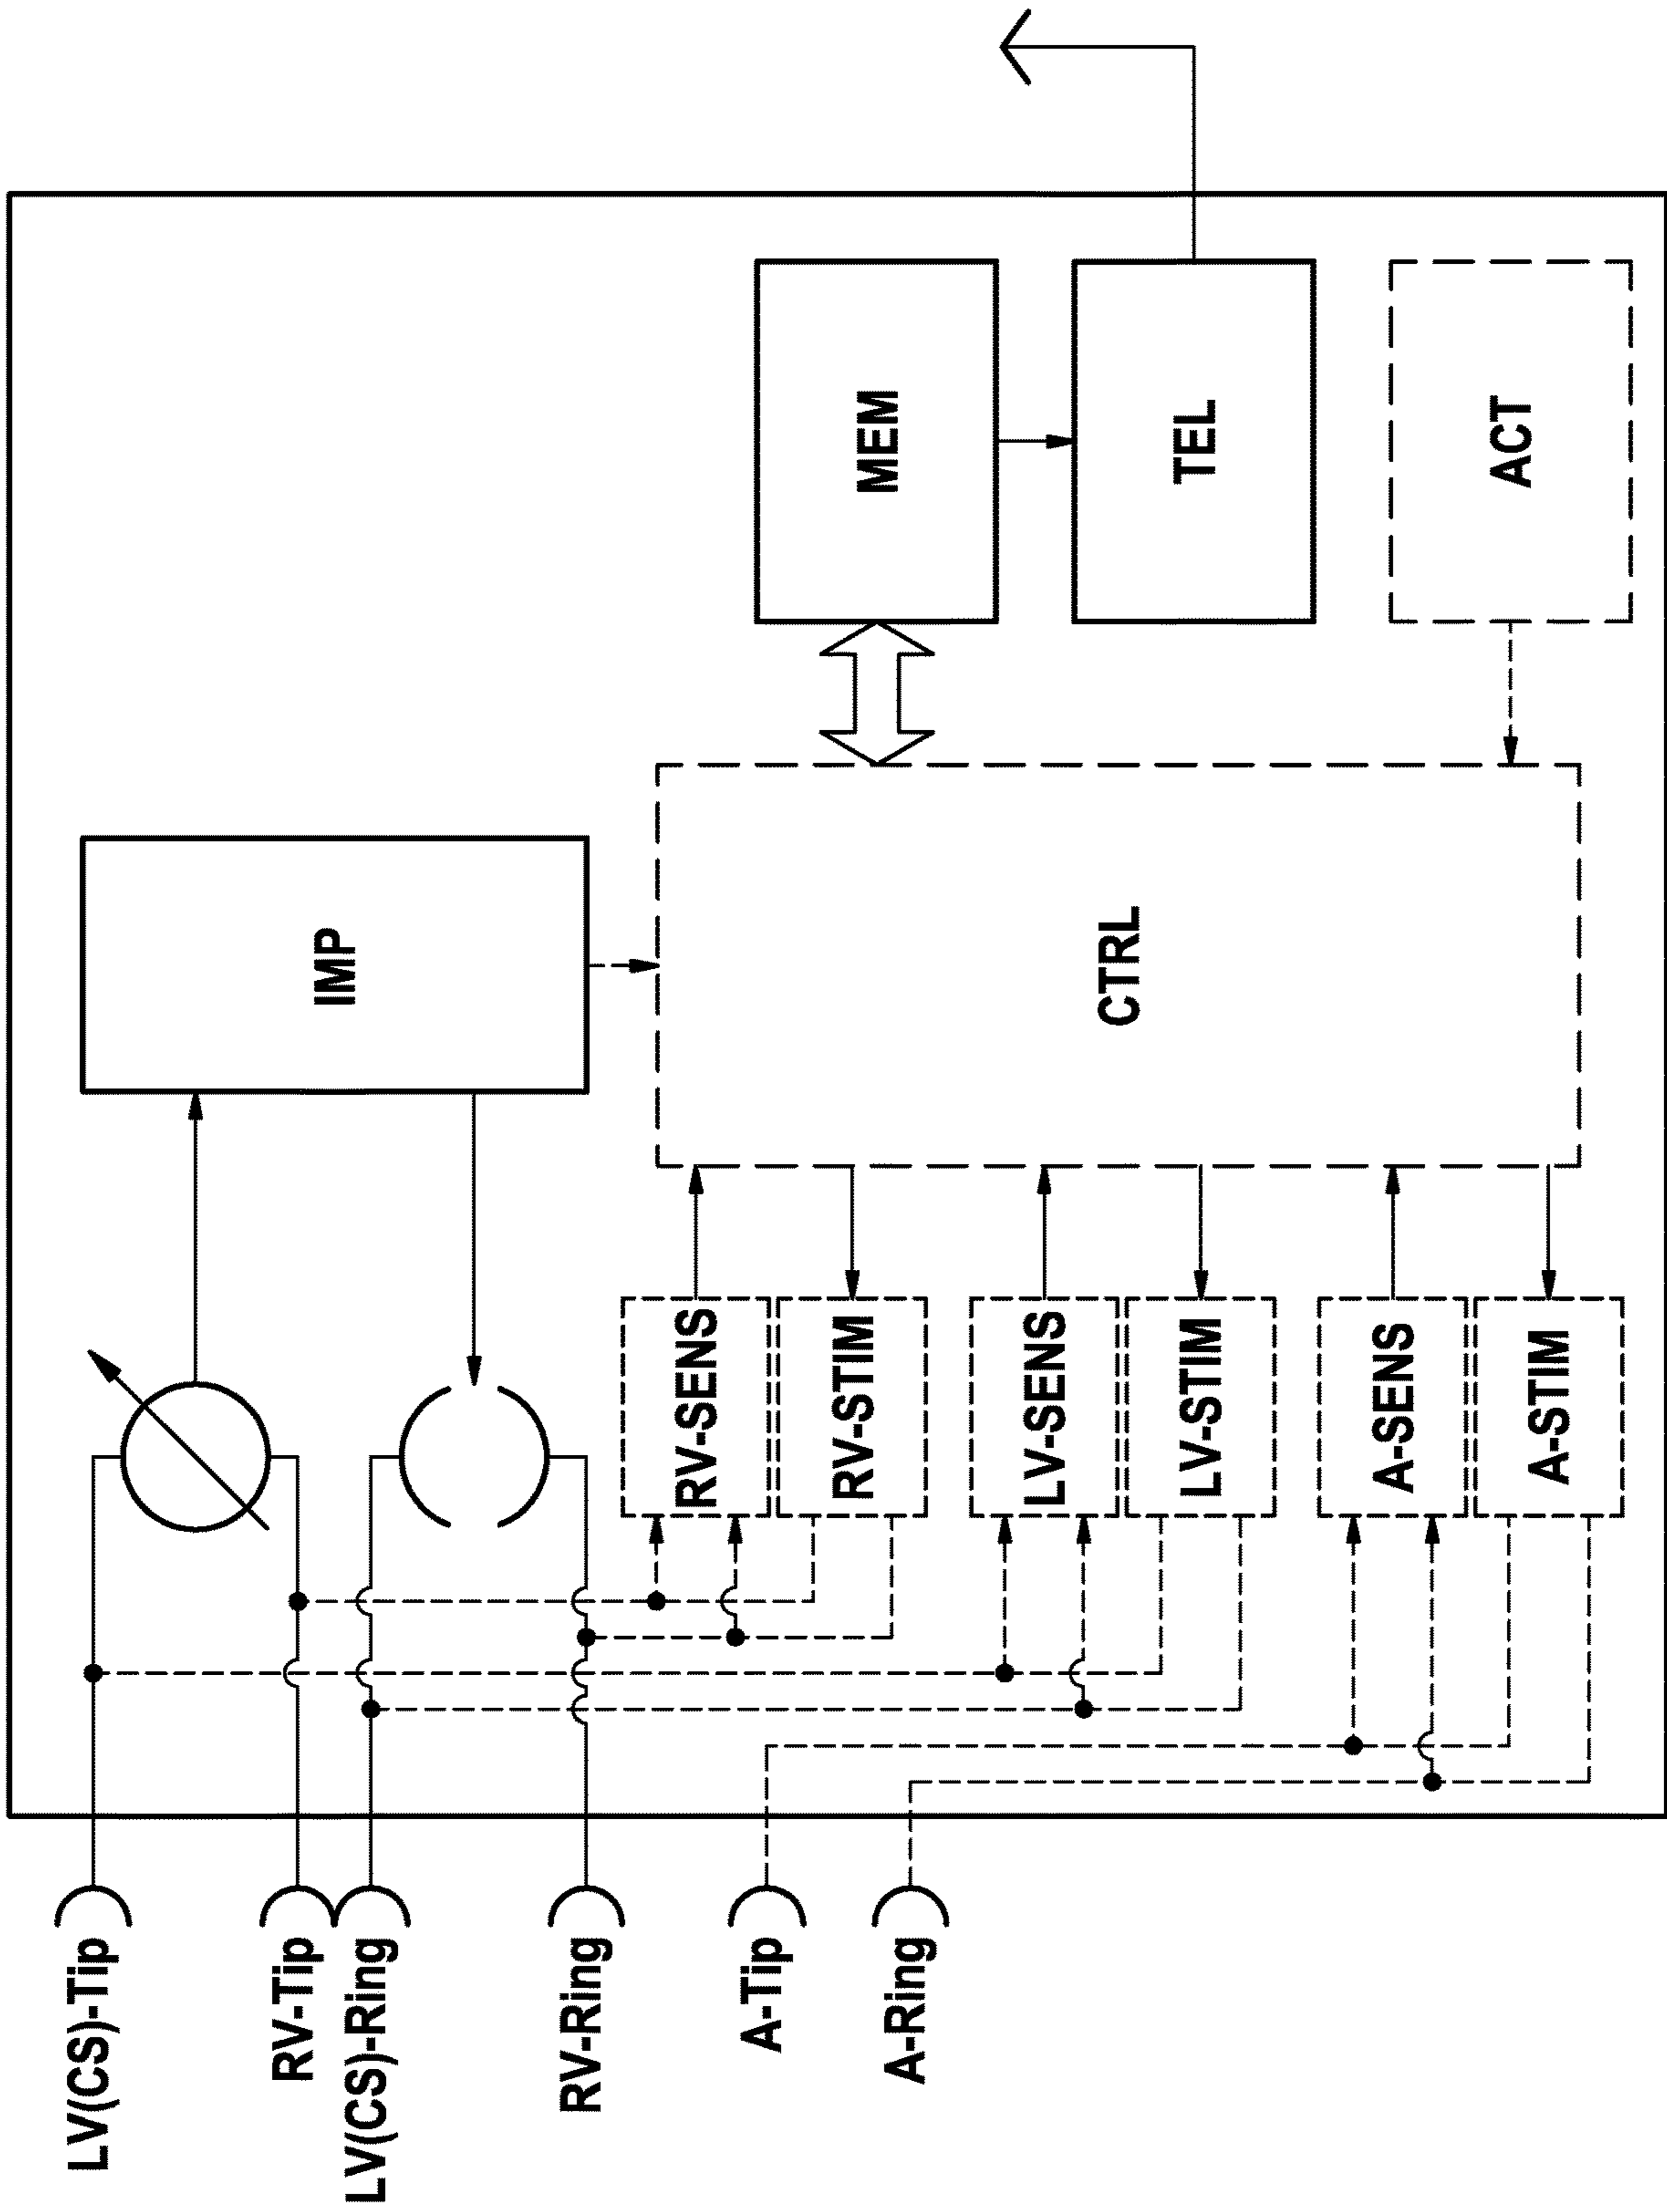 LV(CS)-Tip
RV-Tip
LV(CS)-Ring
RV-Ring
A-Tip
A-Ring
IMP
RV-SENS
RV-STIM
LV-SENS
LV-STIM
A-SENS
A-STIM
CTRL
MEM
TEL
ACT